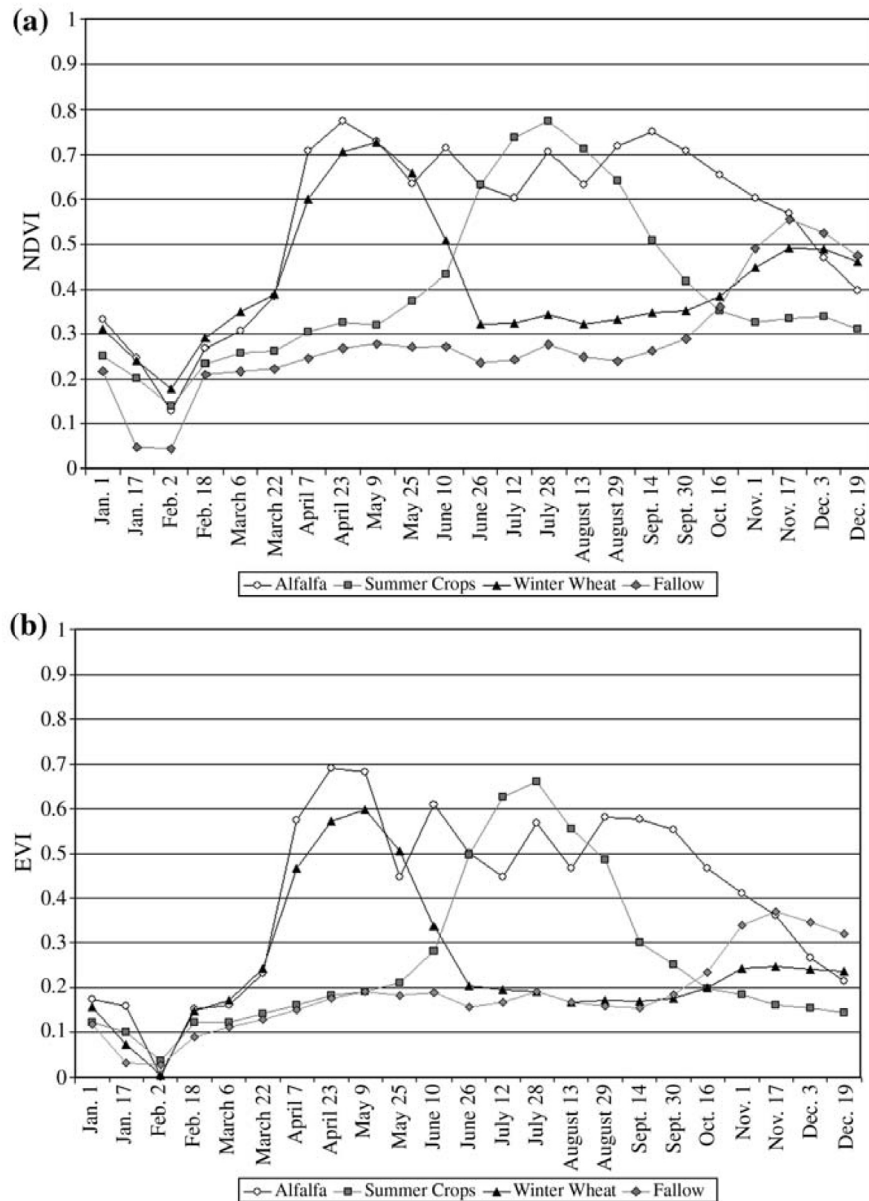 (a)
1
0.9
0.8
0.7
0.6
0.5
0.4
0.3
0.2
0.1
0
NDVI
Jan. 1
Jan. 17
Feb. 2
Feb. 18
March 6
March 22
April 7
April 23
May 9
May 25
June 10
June 26
July 12
July 28
August 13
August 29
Sept. 14
Sept. 30
Oct. 16
Nov. 1
Nov. 17
Dec. 3
Dec. 19
Alfalfa Summer Crops Winter Wheat Fallow
(b)
1
0.9
0.8
0.7
0.6
0.5
0.4
0.3
0.2
0.1
0
EVI
Jan. 1
Jan. 17
Feb. 2
Feb. 18
March 6
March 22
April 7
April 23
May 9
May 25
June 10
June 26
July 12
July 28
August 13
August 29
Sept. 14
Sept. 30
Oct. 16
Nov. 1
Nov. 17
Dec. 3
Dec. 19
Alfalfa Summer Crops Winter Wheat Fallow